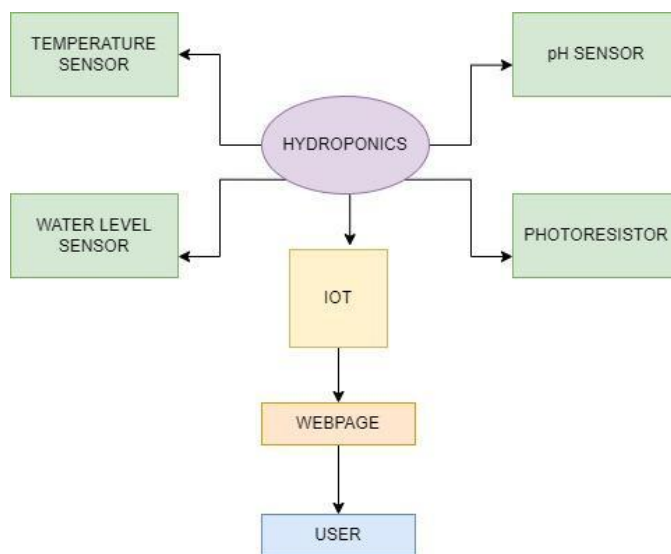 TEMPERATURE
SENSOR
pH SENSOR
HYDROPONICS
WATER LEVEL
SENSOR
PHOTORESISTOR
IOT
WEBPAGE
USER